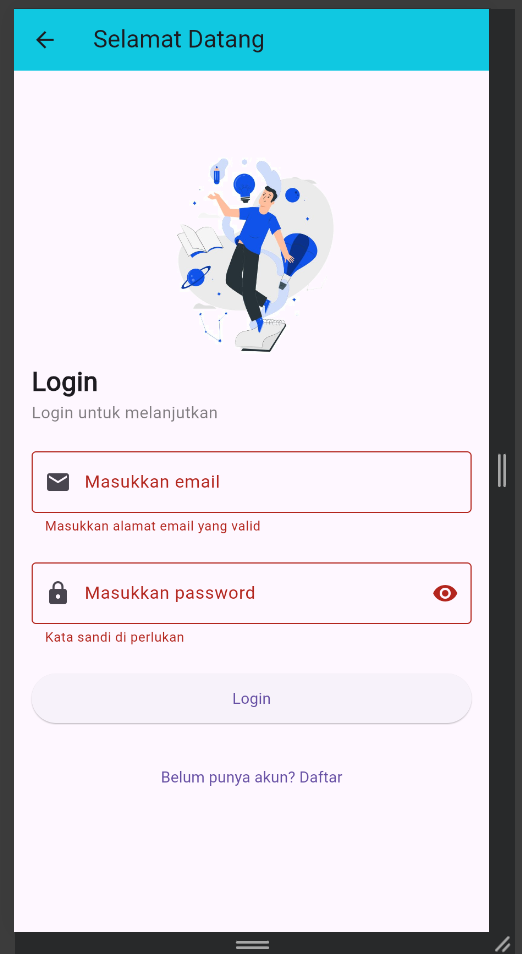 Selamat Datang
Login
Login untuk melanjutkan
Masukkan email
Masukkan alamat email yang valid
Masukkan password
Kata sandi di perlukan
Login
Belum punya akun? Daftar